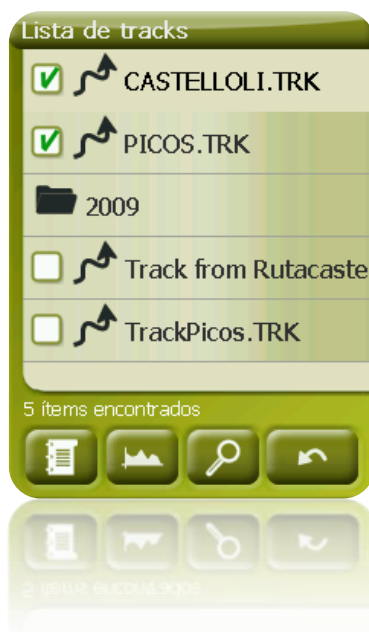 Lista de tracks
CASTELLOLI.TRK
PICOS.TRK
2009
Track from Rutacaste
TrackPicos.TRK
5 ítems encontrados